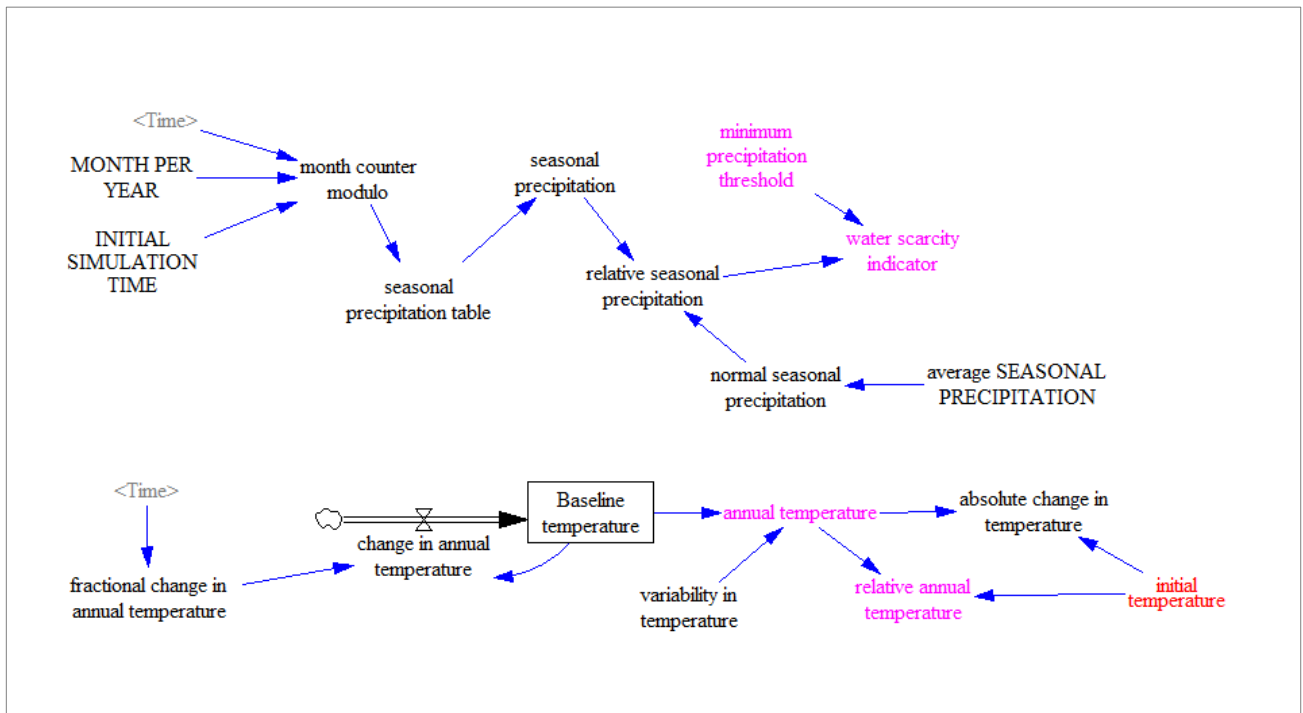 <Time>
MONTH PER
YEAR
INITIAL
SIMULATION
TIME
month counter
modulo
seasonal
precipitation table
seasonal
precipitation
relative seasonal
precipitation
minimum
precipitation
threshold
water scarcity
indicator
normal seasonal
precipitation
average SEASONAL
PRECIPITATION
<Time>
fractional change in
annual temperature
change in annual
temperature
Baseline
temperature
annual temperature
variability in
temperature
absolute change in
temperature
relative annual
temperature
initial
temperature